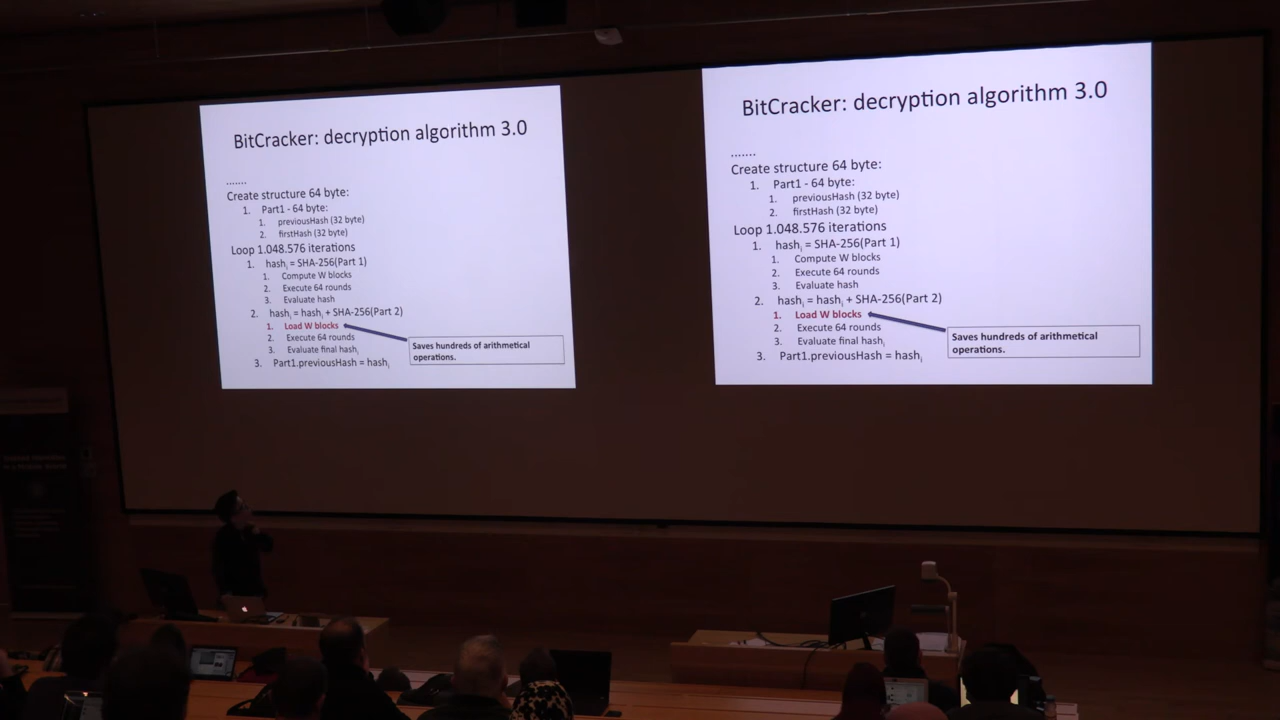 BitCracker: decryption algorithm 3.0
.......
Create structure 64 byte:
1. Part1 - 64 byte:
1. previousHash (32 byte)
2. firstHash (32 byte)
Loop 1.048.576 iterations
1. hashi = SHA-256(Part1)
1. Compute W blocks
2. Execute 64 rounds
3. Evaluate hash
2. hashi = hashi + SHA-256(Part2)
1. Load W blocks
2. Execute 64 rounds
3. Evaluate final hashi
3. Part1.previousHash = hashi
Saves hundreds of arithmetical
operations.
BitCracker: decryption algorithm 3.0
.......
Create structure 64 byte:
1. Part1 - 64 byte:
1. previousHash (32 byte)
2. firstHash (32 byte)
Loop 1.048.576 iterations
1. hashi = SHA-256(Part 1)
1. Compute W blocks
2. Execute 64 rounds
3. Evaluate hash
2. hashi = hashi + SHA-256(Part 2)
1. Load W blocks
2. Execute 64 rounds
3. Evaluate final hashi
3. Part1.previousHash = hashi
Saves hundreds of arithmetical
operations.